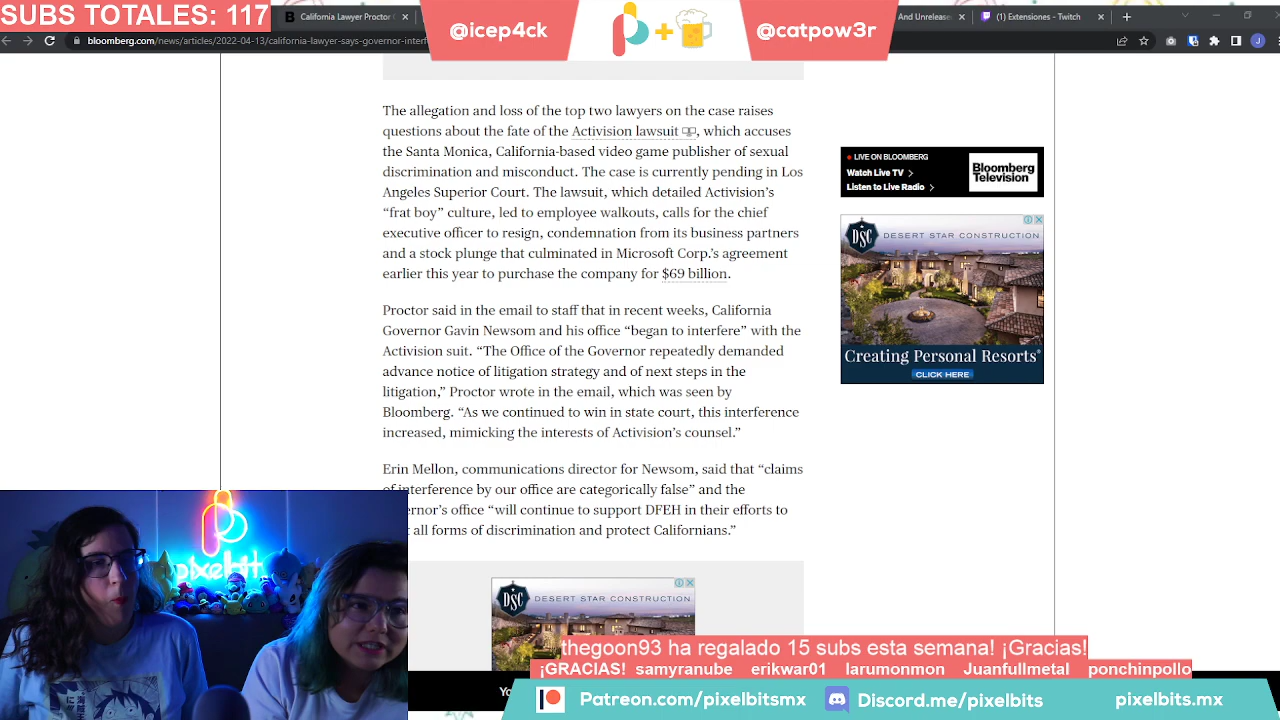 SUBS TOTALES: 117
California Lawyer Proctor
@icep4ck
@catpow3r
And Unrelease
(1) Extensiones - Twitch
bloomberg.com/news/articles/2022-04-13/california-lawyer-says-governor-interf
The allegation and loss of the top two lawyers on the case raises
questions about the fate of the Activision lawsuit, which accuses
the Santa Monica, California-based video game publisher of sexual
discrimination and misconduct. The case is currently pending in Los
Angeles Superior Court. The lawsuit, which detailed Activision’s
“frat boy” culture, led to employee walkouts, calls for the chief
executive officer to resign, condemnation from its business partners
and a stock plunge that culminated in Microsoft Corp.’s agreement
earlier this year to purchase the company for $69 billion.
Proctor said in the email to staff that in recent weeks, California
Governor Gavin Newsom and his office “began to interfere” with the
Activision suit. “The Office of the Governor repeatedly demanded
advance notice of litigation strategy and of next steps in the
litigation,” Proctor wrote in the email, which was seen by
Bloomberg. “As we continued to win in state court, this interference
increased, mimicking the interests of Activision’s counsel.”
Erin Mellon, communications director for Newsom, said that “claims
of interference by our office are categorically false” and the
ernor’s office “will continue to support DFEH in their efforts to
all forms of discrimination and protect Californians.”
LIVE ON BLOOMBERG
Watch Live TV
Listen to Live Radio
Bloomberg
Television
DSC
DESERT STAR CONSTRUCTION
Creating Personal Resorts®
CLICK HERE
DSC
DESERT STAR CONSTRUCTION
pixelbit
thegoon93 ha regalado 15 subs esta semana! ¡Gracias!
¡GRACIAS! samyranube erikwar01 larumonmon Juanfullmetal ponchinpollo
Yo
Patreon.com/pixelbitsmx
Discord.me/pixelbits
pixelbits.mx